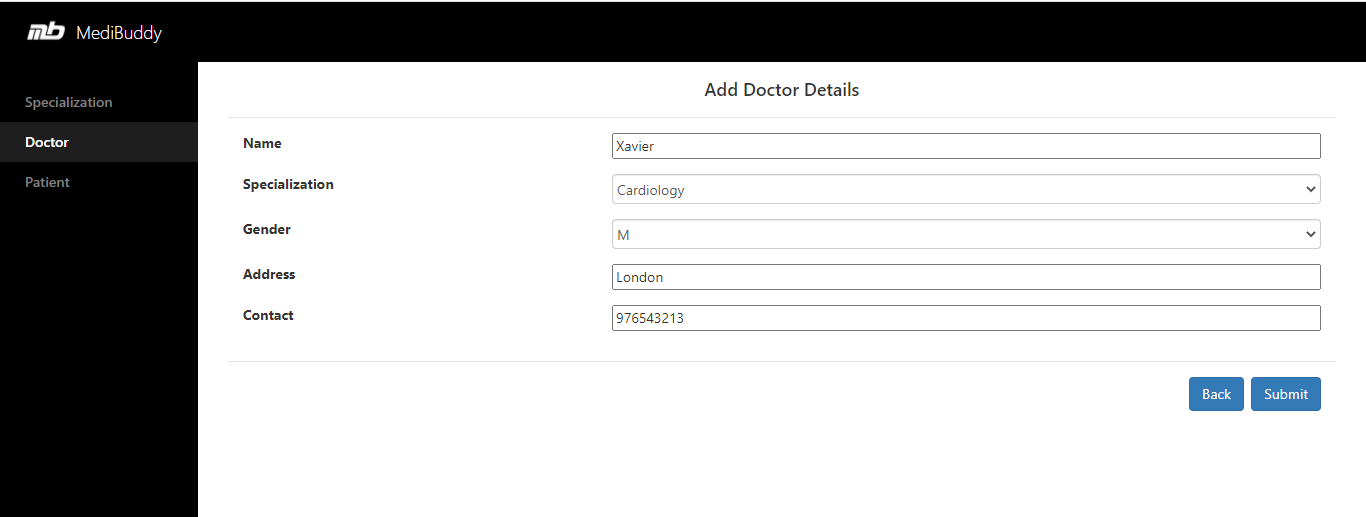 mb MediBuddy
Specialization
Doctor
Patient
Add Doctor Details
Name Xavier
Specialization Cardiology
Gender M
Address London
Contact 976543213
Back Submit